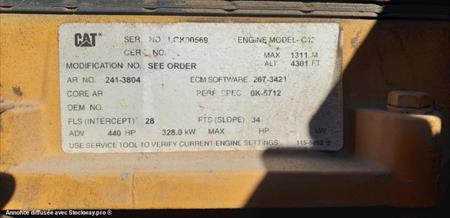 CAT SER NO. LGK00569 ENGINE MODEL- C12
CER NO. MAX 1311 M
MODIFICATION NO. SEE ORDER ALT 4301 FT
AR NO. 241-3804 ECM SOFTWARE 267-3421
CORE AR PERF SPEC 0K-5712
OEM NO.
FLS (INTERCEPT) 28 FTS (SLOPE) 34
ADV 440 HP 328.0 kW MAX HP kW
USE SERVICE TOOL TO VERIFY CURRENT ENGINE SETTINGS
Annonce diffusée avec Stockway.pro ®